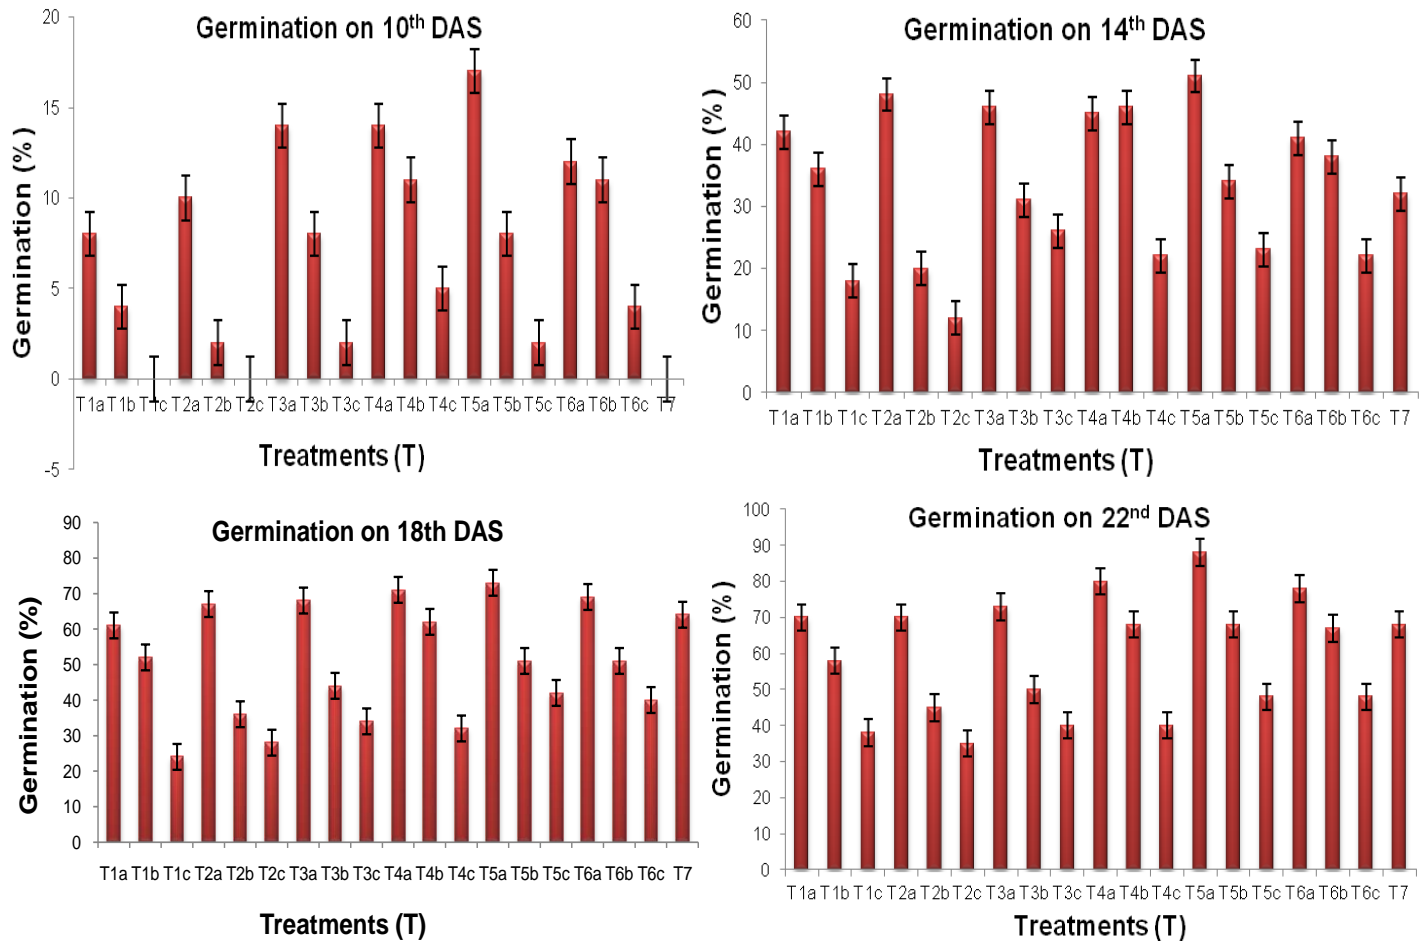 Germination on 10th DAS
Germination (%)
20
15
10
5
0
-5
T1a T1b T1c T2a T2b T2c T3a T3b T3c T4a T4b T4c T5a T5b T5c T6a T6b T6c T7
Treatments (T)
Germination on 14th DAS
Germination (%)
60
50
40
30
20
10
0
T1a T1b T1c T2a T2b T2c T3a T3b T3c T4a T4b T4c T5a T5b T5c T6a T6b T6c T7
Treatments (T)
Germination on 18th DAS
Germination (%)
90
80
70
60
50
40
30
20
10
0
T1a T1b T1c T2a T2b T2c T3a T3b T3c T4a T4b T4c T5a T5b T5c T6a T6b T6c T7
Treatments (T)
Germination on 22nd DAS
Germination (%)
100
90
80
70
60
50
40
30
20
10
0
T1a T1b T1c T2a T2b T2c T3a T3b T3c T4a T4b T4c T5a T5b T5c T6a T6b T6c T7
Treatments (T)